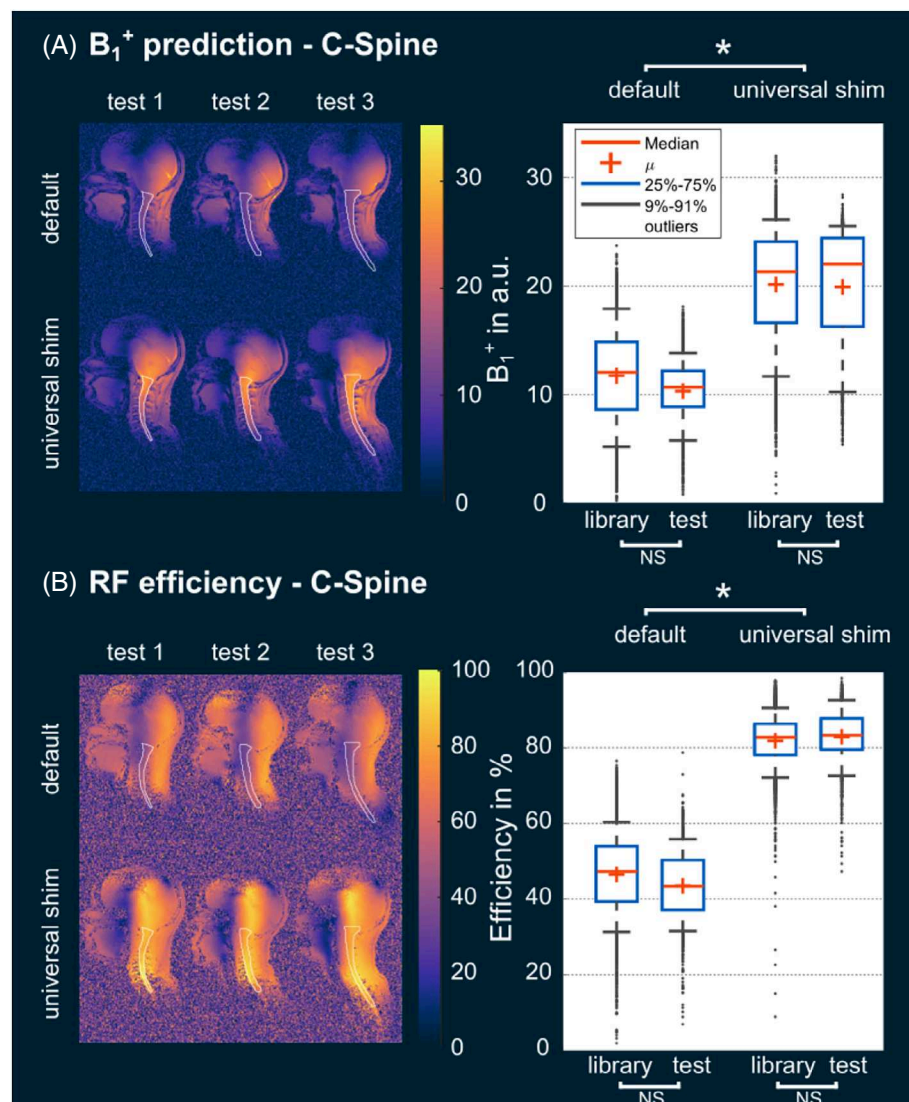 (A) B₁⁺ prediction - C-Spine
*
default universal shim
test 1 test 2 test 3
default
universal shim
30
20
10
0
B₁⁺ in a.u.
30
20
10
0
Median
μ
25%-75%
9%-91%
outliers
library test library test
NS NS
(B) RF efficiency - C-Spine
*
default universal shim
test 1 test 2 test 3
default
universal shim
100
80
60
40
20
0
Efficiency in %
100
80
60
40
20
0
library test library test
NS NS